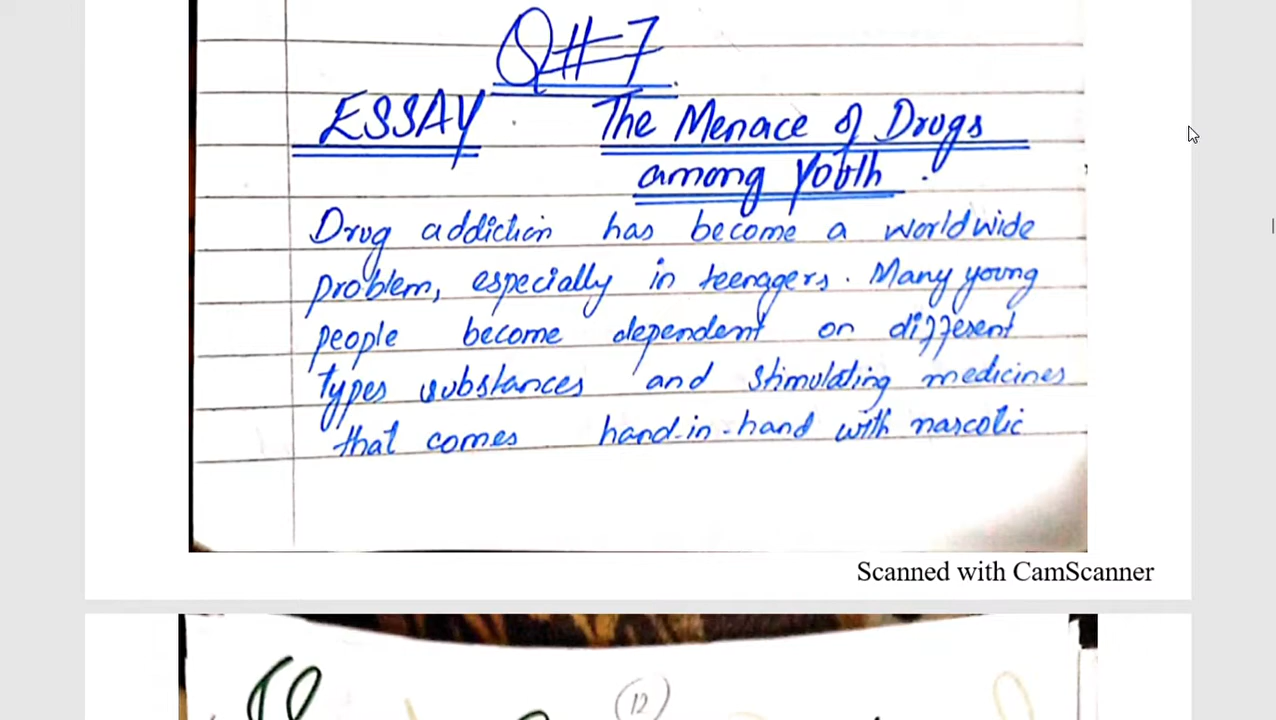 Q#7
ESSAY The Menace of Drugs
among Youth.
Drug addiction has become a worldwide
problem, especially in teenagers. Many young
people become dependent on different
types substances and stimulating medicines
that comes hand-in-hand with narcotic
Scanned with CamScanner
(12)